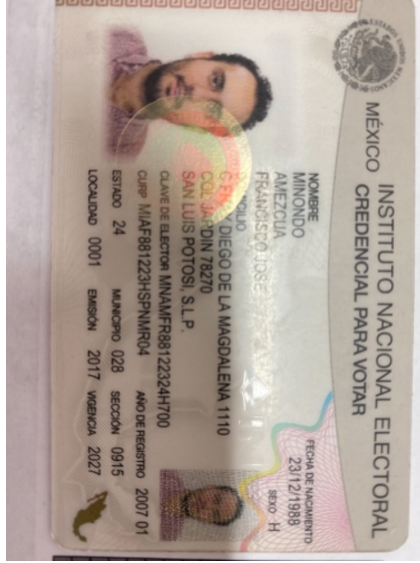 MÉXICO INSTITUTO NACIONAL ELECTORAL
CREDENCIAL PARA VOTAR
NOMBRE
MINONDO
AMEZCUA
FRANCISCO JOSE
FECHA DE NACIMIENTO
23/12/1988
SEXO H
DOMICILIO
DIEGO DE LA MAGDALENA 1110
COL JARDIN 78270
SAN LUIS POTOSI, S.L.P.
CLAVE DE ELECTOR MNAMFR88122324H700
CURP MIAF881223HSPNMR04 AÑO DE REGISTRO 2007 01
ESTADO 24 MUNICIPIO 028 SECCIÓN 0915
LOCALIDAD 0001 EMISIÓN 2017 VIGENCIA 2027